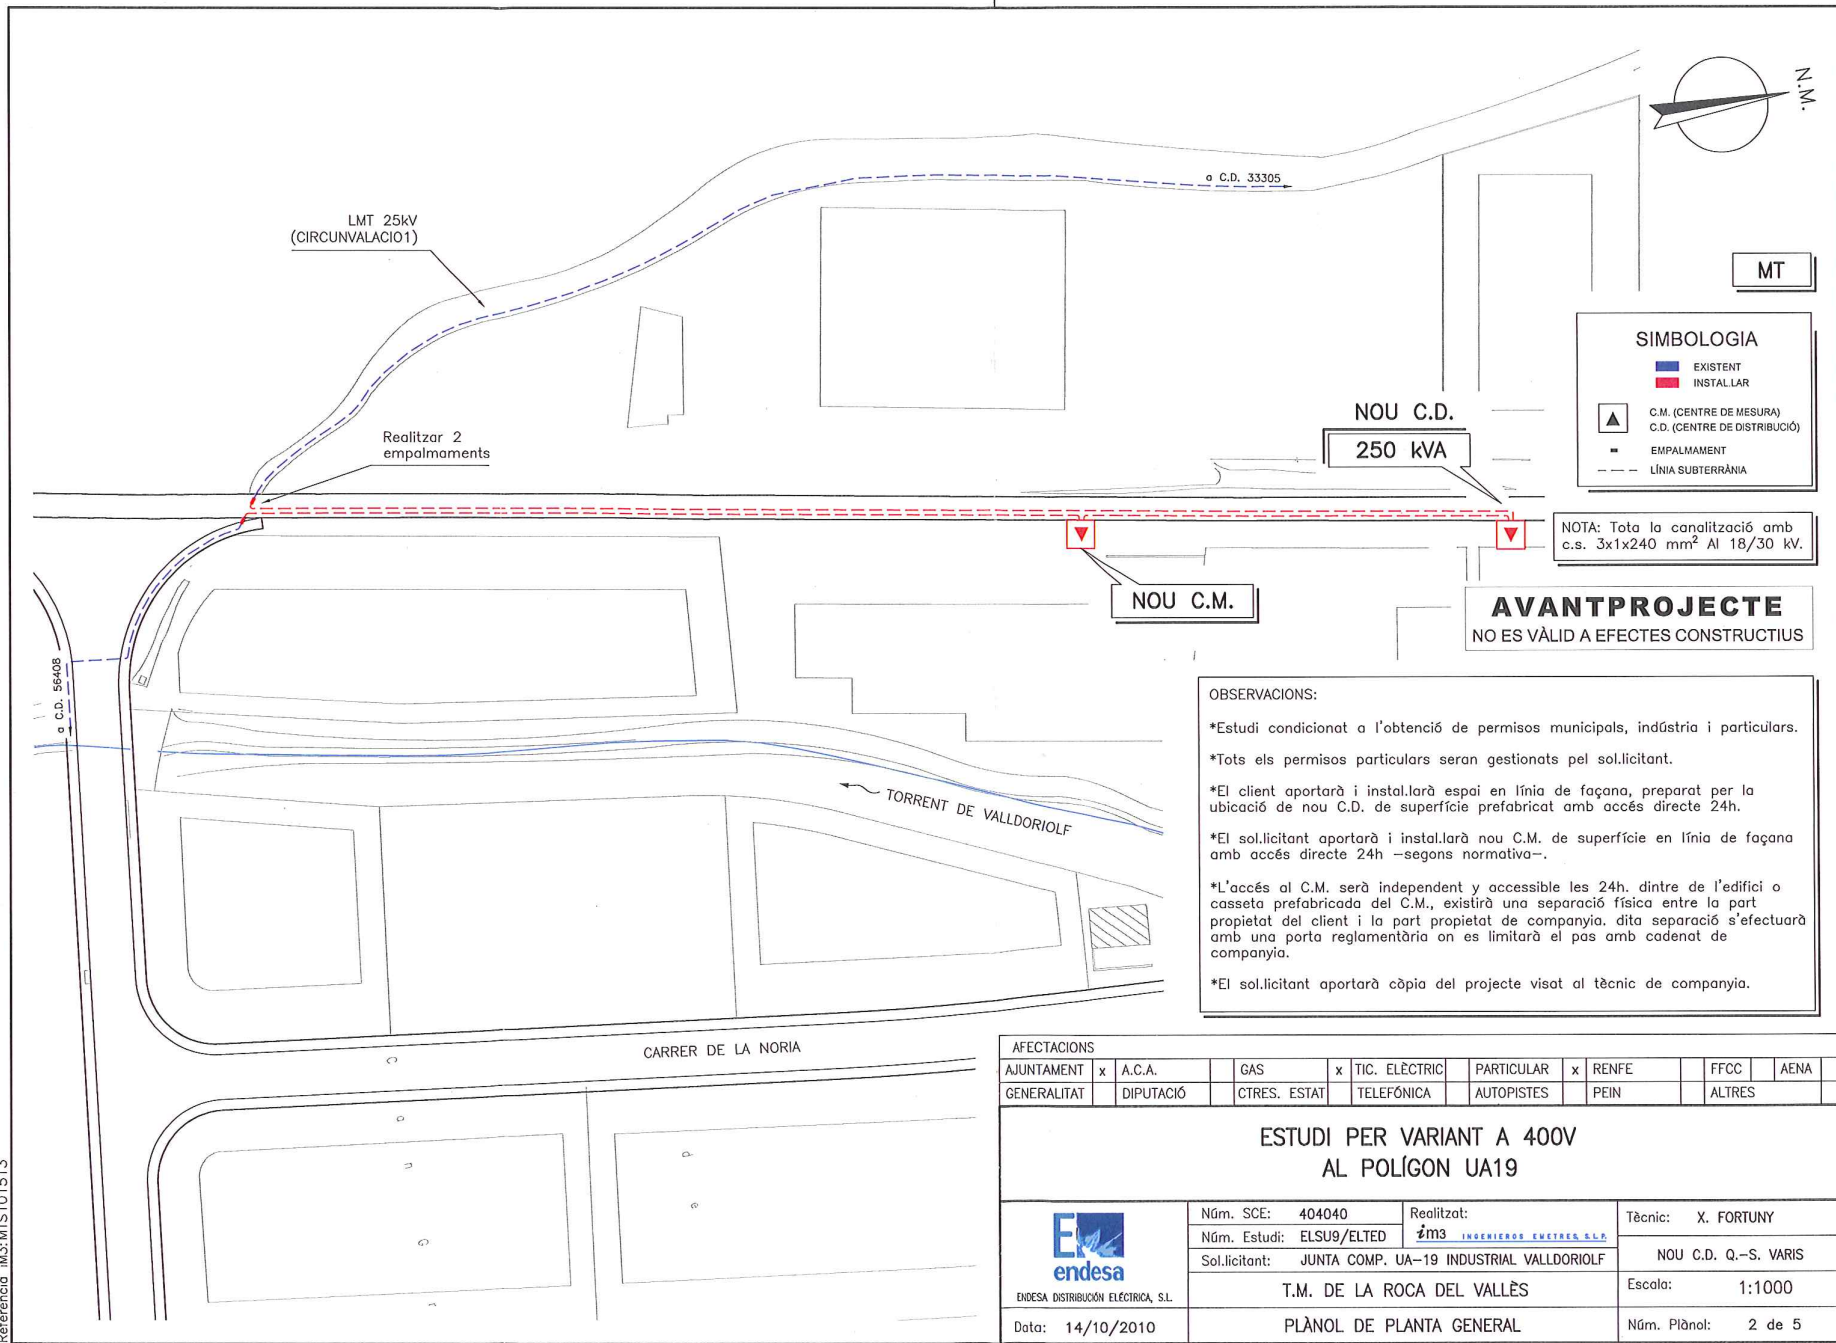 N.M.
a C.D. 33305
LMT 25kV
(CIRCUNVALACIO1)
MT
SIMBOLOGIA
EXISTENT
INSTAL.LAR
C.M. (CENTRE DE MESURA)
C.D. (CENTRE DE DISTRIBUCIÓ)
EMPALMAMENT
LÍNIA SUBTERRÀNIA
NOU C.D.
250 kVA
Realitzar 2
empalmaments
NOTA: Tota la canalització amb
c.s. 3x1x240 mm² Al 18/30 kV.
NOU C.M.
AVANTPROJECTE
NO ES VÀLID A EFECTES CONSTRUCTIUS
a C.D. 56408
OBSERVACIONS:
*Estudi condicionat a l'obtenció de permisos municipals, indústria i particulars.
*Tots els permisos particulars seran gestionats pel sol.licitant.
*El client aportarà i instal.larà espai en línia de façana, preparat per la
ubicació de nou C.D. de superfície prefabricat amb accés directe 24h.
*El sol.licitant aportarà i instal.larà nou C.M. de superfície en línia de façana
amb accés directe 24h –segons normativa–.
*L'accés al C.M. serà independent y accessible les 24h. dintre de l'edifici o
casseta prefabricada del C.M., existirà una separació física entre la part
propietat del client i la part propietat de companyia. dita separació s'efectuarà
amb una porta reglamentària on es limitarà el pas amb cadenat de
companyia.
*El sol.licitant aportarà còpia del projecte visat al tècnic de companyia.
TORRENT DE VALLDORIOLF
CARRER DE LA NORIA
C a n G
d e
AFECTACIONS
AJUNTAMENT x A.C.A. GAS x TIC. ELÈCTRIC PARTICULAR x RENFE FFCC AENA
GENERALITAT DIPUTACIÓ CTRES. ESTAT TELEFÓNICA AUTOPISTES PEIN ALTRES
ESTUDI PER VARIANT A 400V
AL POLÍGON UA19
endesa
ENDESA DISTRIBUCIÓN ELÉCTRICA, S.L.
Núm. SCE: 404040
Núm. Estudi: ELSU9/ELTED
Realitzat:
im3 INGENIEROS EMETRES, S.L.P.
Tècnic: X. FORTUNY
Sol.licitant: JUNTA COMP. UA–19 INDUSTRIAL VALLDORIOLF
NOU C.D. Q.–S. VARIS
T.M. DE LA ROCA DEL VALLÈS
Escala: 1:1000
Data: 14/10/2010
PLÀNOL DE PLANTA GENERAL
Núm. Plànol: 2 de 5